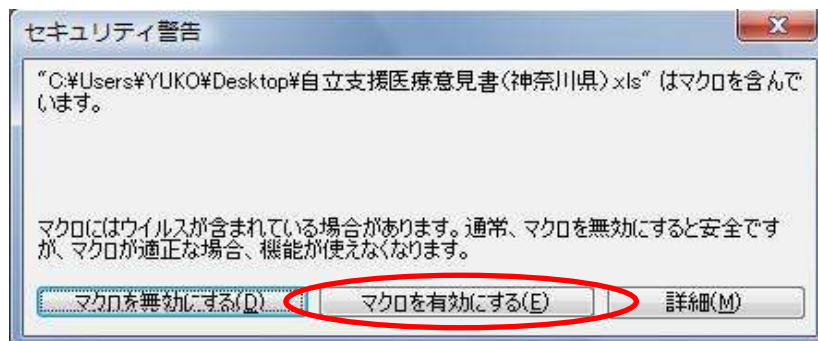 セキュリティ警告
"C:¥Users¥YUKO¥Desktop¥自立支援医療意見書(神奈川県).xls" はマクロを含んで
います。
マクロにはウイルスが含まれている場合があります。通常、マクロを無効にすると安全です
が、マクロが適正な場合、機能が使えなくなります。
マクロを無効にする(D) マクロを有効にする(E) 詳細(M)